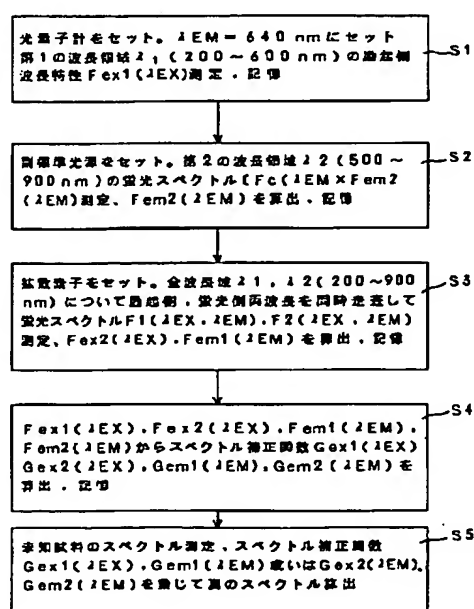 光量子計をセット。λEM=640nmにセット
第1の波長領域λ1(200~600nm)の励起側
波長特性Fex1(λEX)測定.記憶
S1
副標準光源をセット。第2の波長領域λ2(500~
900nm)の蛍光スペクトル(Fc(λEM×Fem2
(λEM)測定、Fem2(λEM)を算出.記憶
S2
拡散素子をセット。全波長域λ1.λ2(200~900
nm)について励起側.蛍光側両波長を同時走査して
蛍光スペクトルF1(λEX.λEM).F2(λEX.λEM)
測定、Fex2(λEX).Fem1(λEM)を算出.記憶
S3
Fex1(λEX).Fex2(λEX).Fem1(λEM).
Fem2(λEM)からスペクトル補正関数Gex1(λEX)
Gex2(λEX).Gem1(λEM).Gem2(λEM)を
算出.記憶
S4
未知試料のスペクトル測定.スペクトル補正関数
Gex1(λEX).Gem1(λEM)或いはGex2(λEM)、
Gem2(λEM)を乗じて真のスペクトル算出
S5